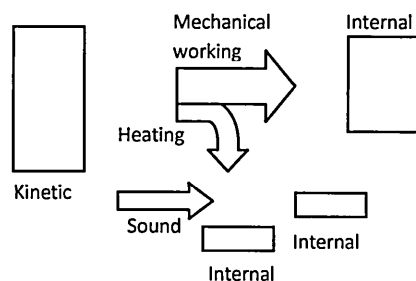 Mechanical
working
Internal
Heating
Kinetic
Sound
Internal
Internal